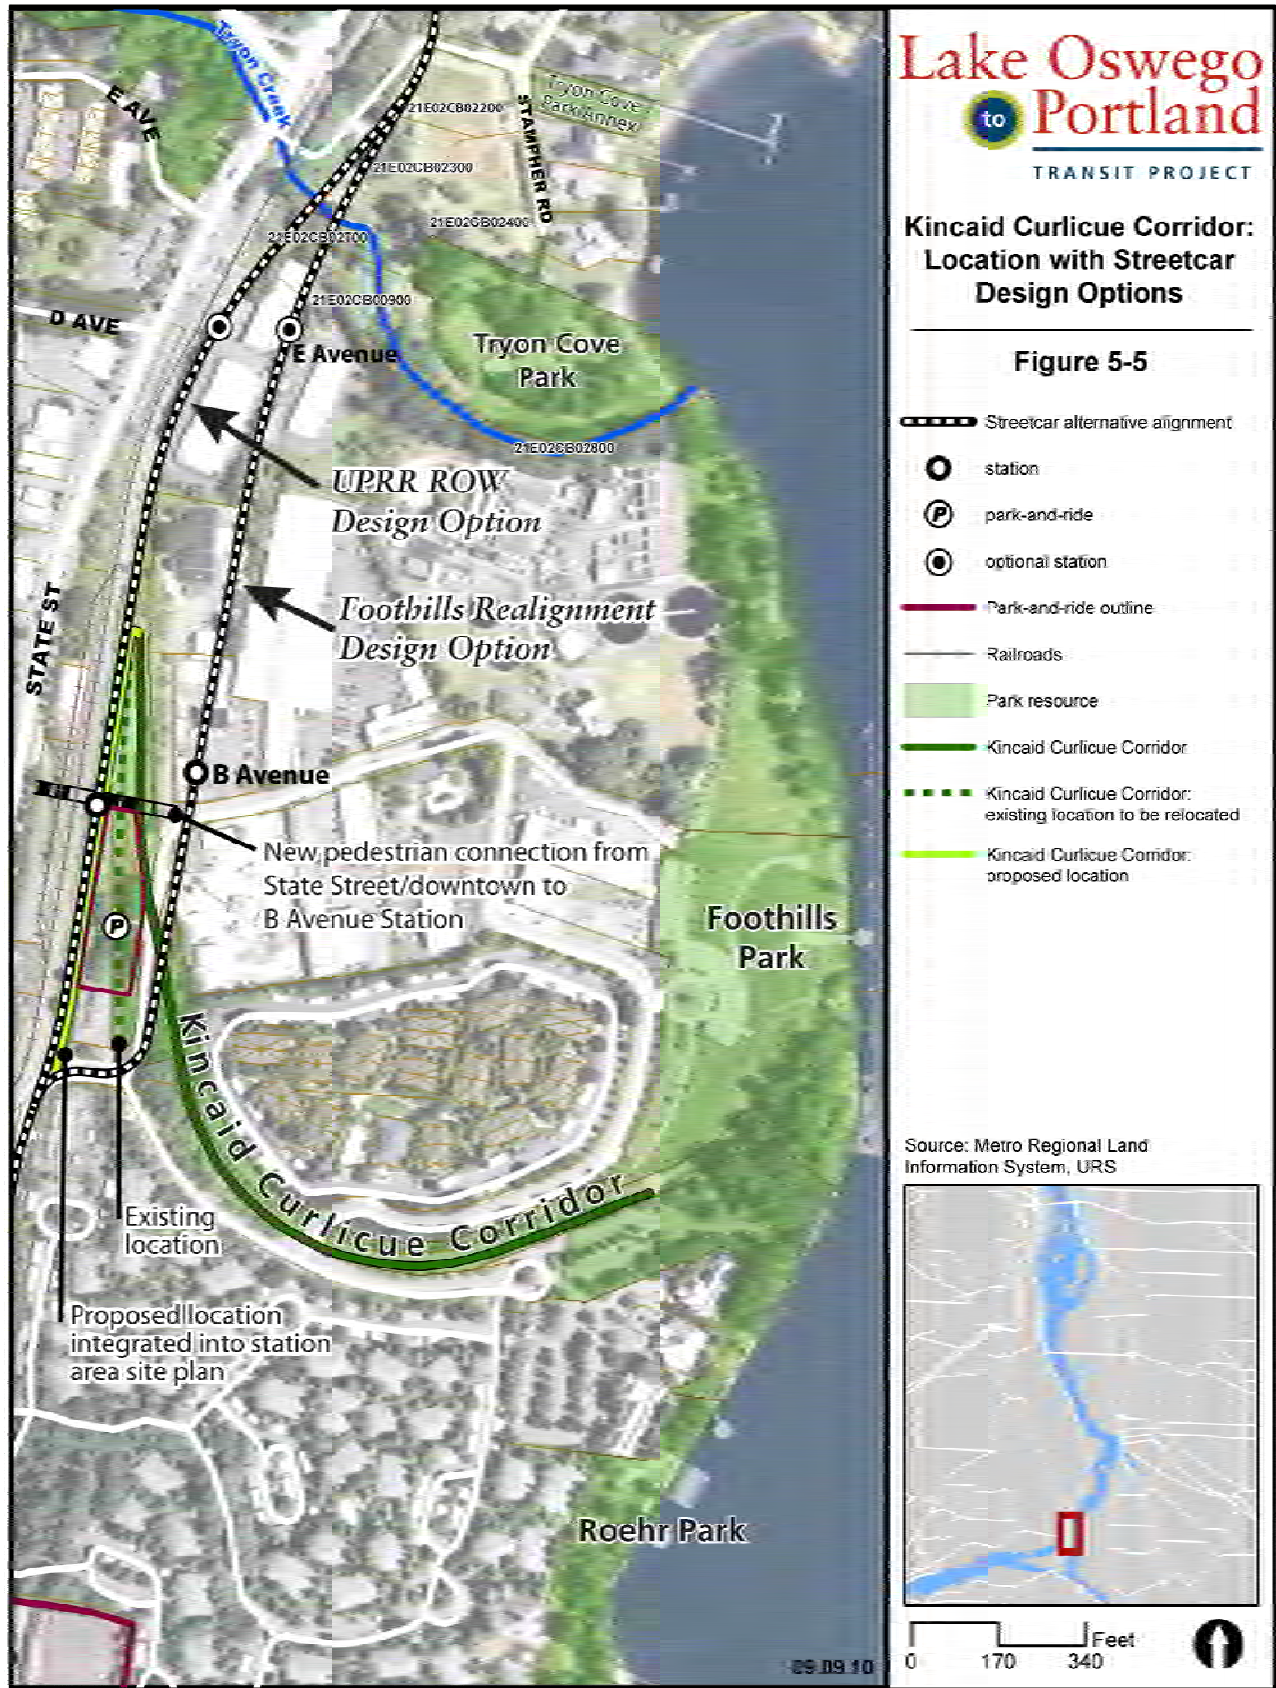 Tryon Creek
E AVE
21E02CB02200
Tryon Cove
Park Annex
STAMPHER RD
21E02CB02300
21E02CB02400
21E02CB02700
21E02CB00900
D AVE
E Avenue
Tryon Cove
Park
21E02CB02800
UPRR ROW
Design Option
Foothills Realignment
Design Option
STATE ST
B Avenue
New pedestrian connection from
State Street/downtown to
B Avenue Station
P
Foothills
Park
Kincaid Curlicue Corridor
Existing
location
Proposed location
integrated into station
area site plan
Roehr Park
09.09.10
Lake Oswego
to Portland
TRANSIT PROJECT
Kincaid Curlicue Corridor:
Location with Streetcar
Design Options
Figure 5-5
Streetcar alternative alignment
station
P park-and-ride
optional station
Park-and-ride outline
Railroads
Park resource
Kincaid Curlicue Corridor
Kincaid Curlicue Corridor:
existing location to be relocated
Kincaid Curlicue Corridor:
proposed location
Source: Metro Regional Land
Information System, URS
Feet
0 170 340